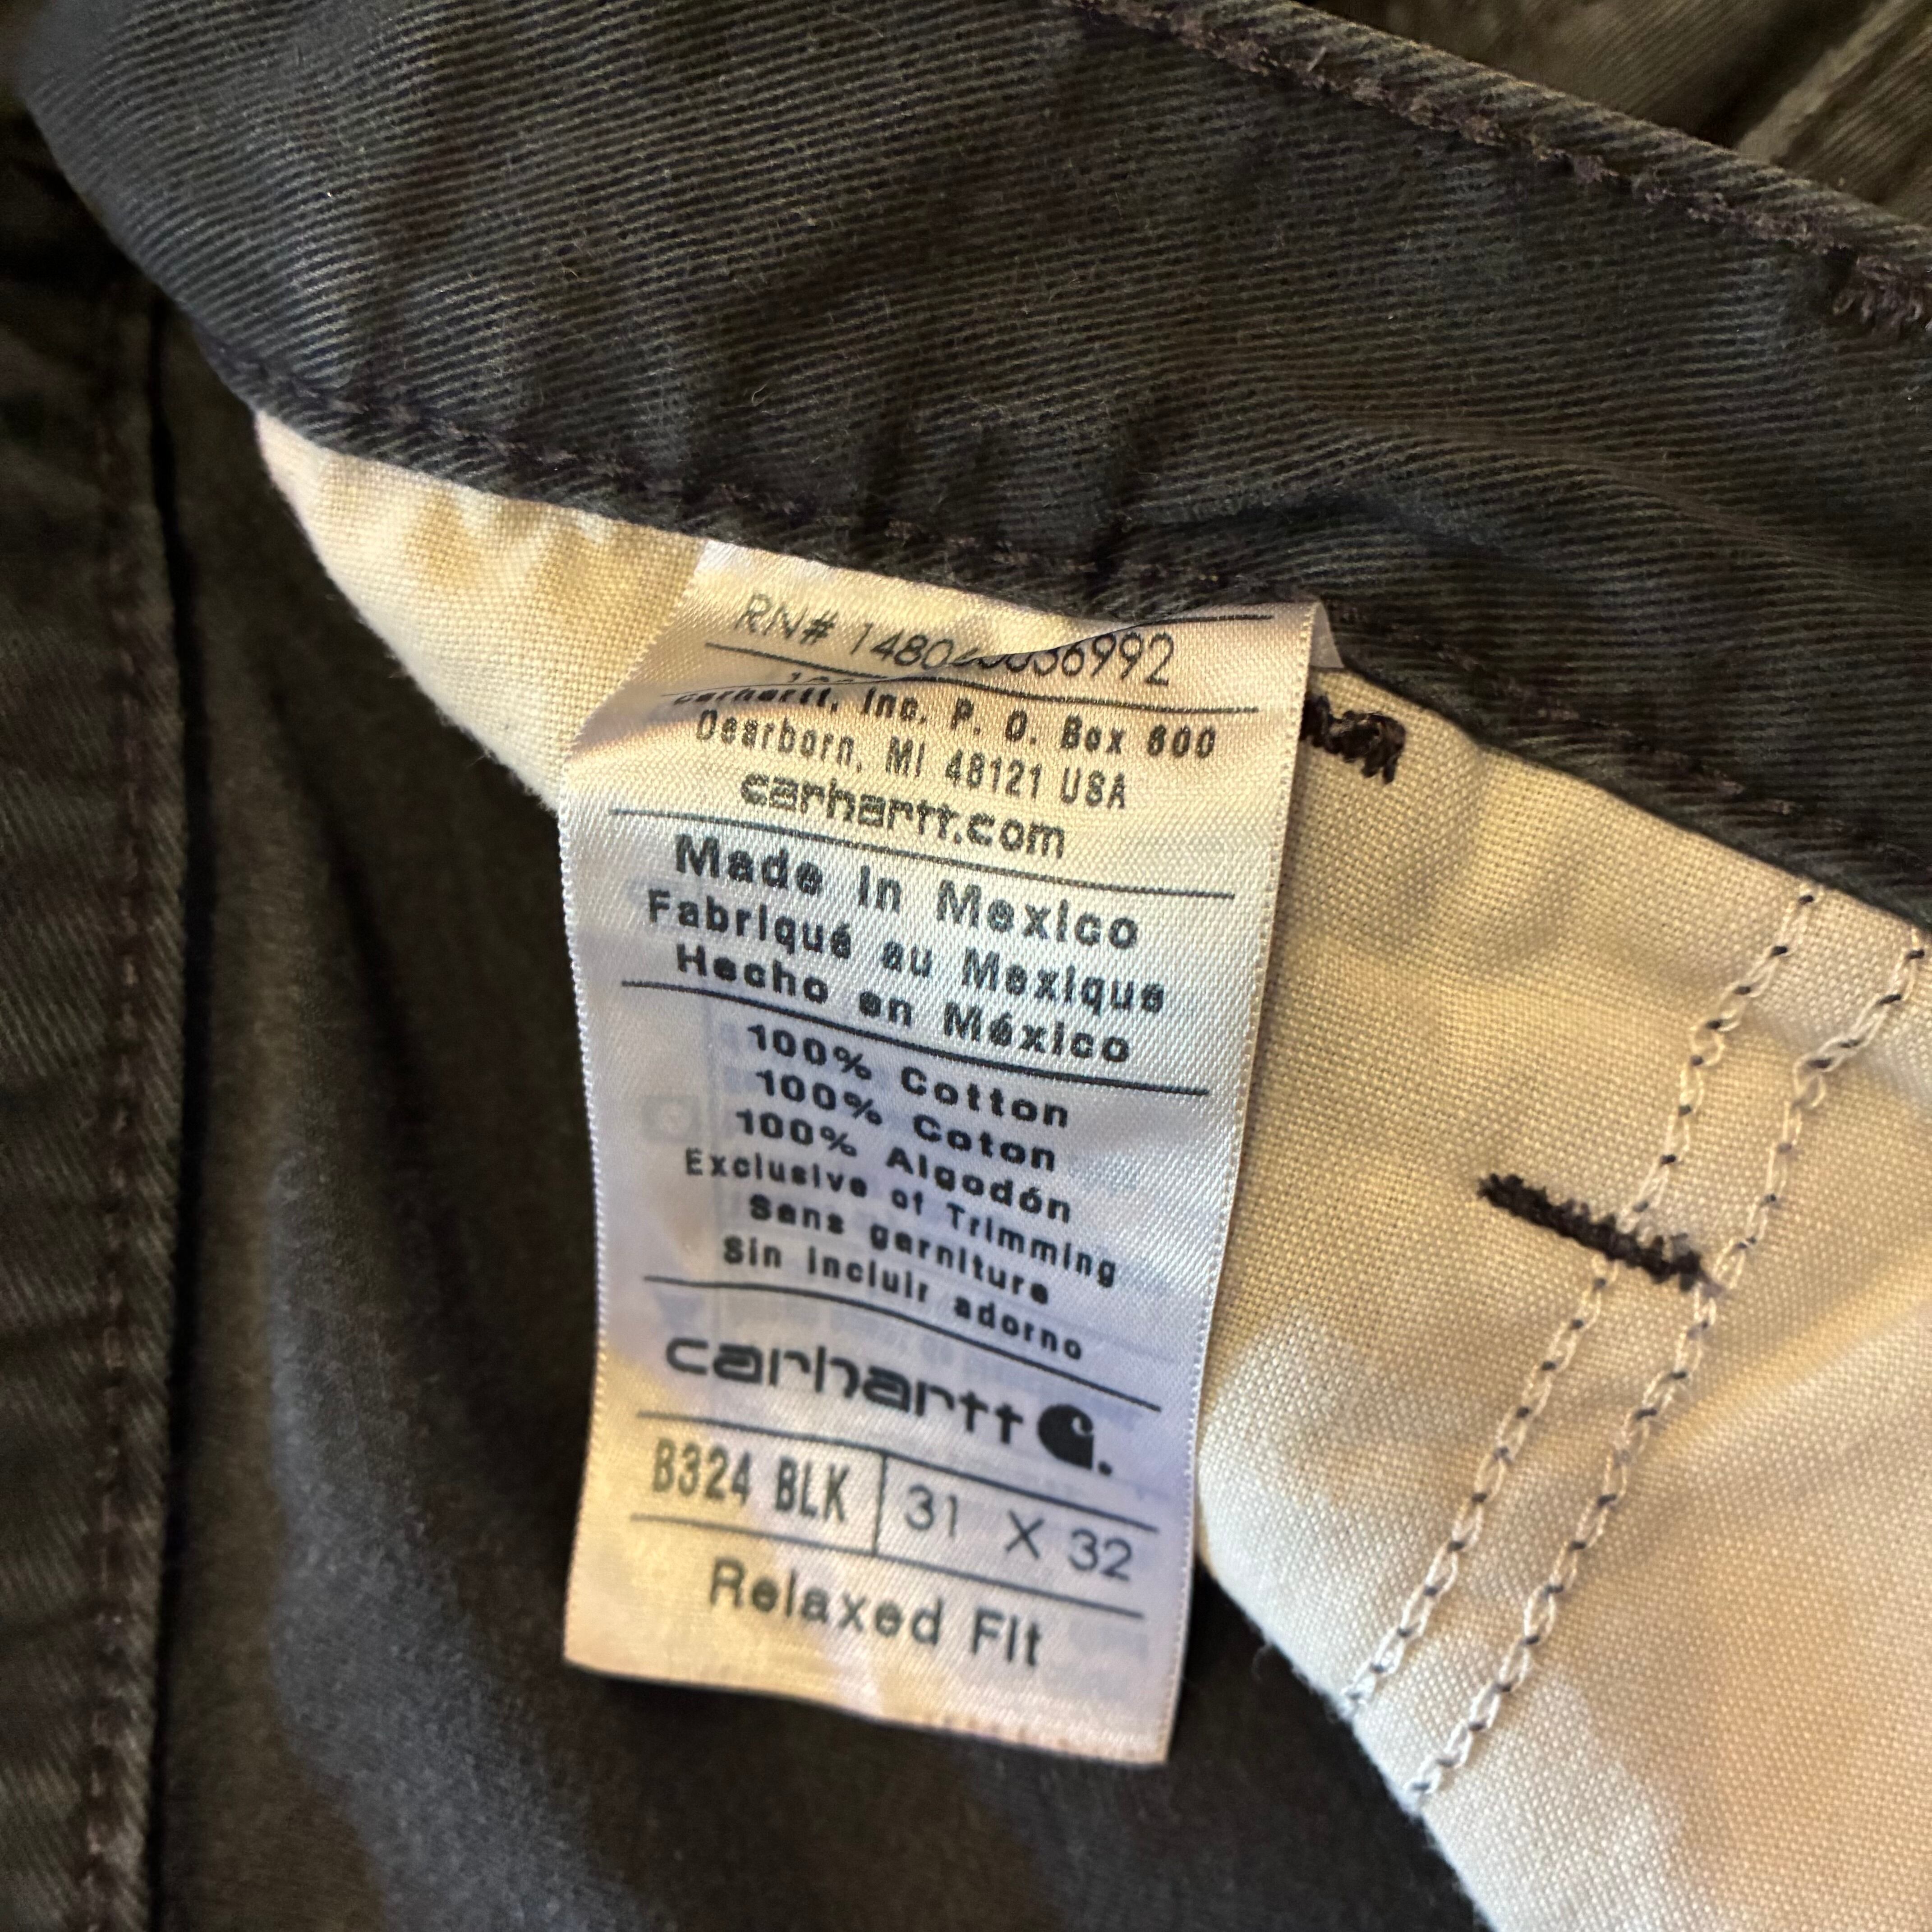 RN# 14806
36992
Carhartt, Inc. P. O. Box 600
Dearborn, MI 48121 USA
carhartt.com
Made in Mexico
Fabriqué au Mexique
Hecho en México
100% Cotton
100% Coton
100% Algodón
Exclusive of Trimming
Sans garniture
Sin incluir adorno
carhartt
B324 BLK 31 X 32
Relaxed Fit